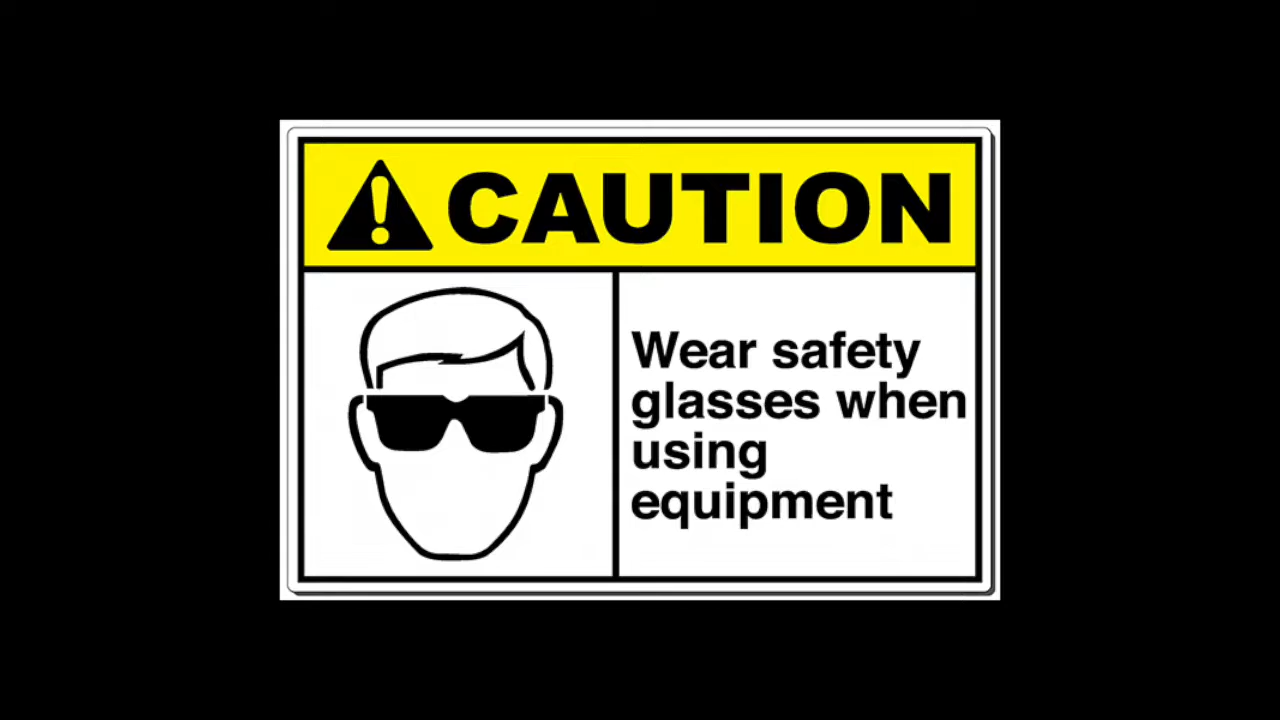 CAUTION
Wear safety
glasses when
using
equipment